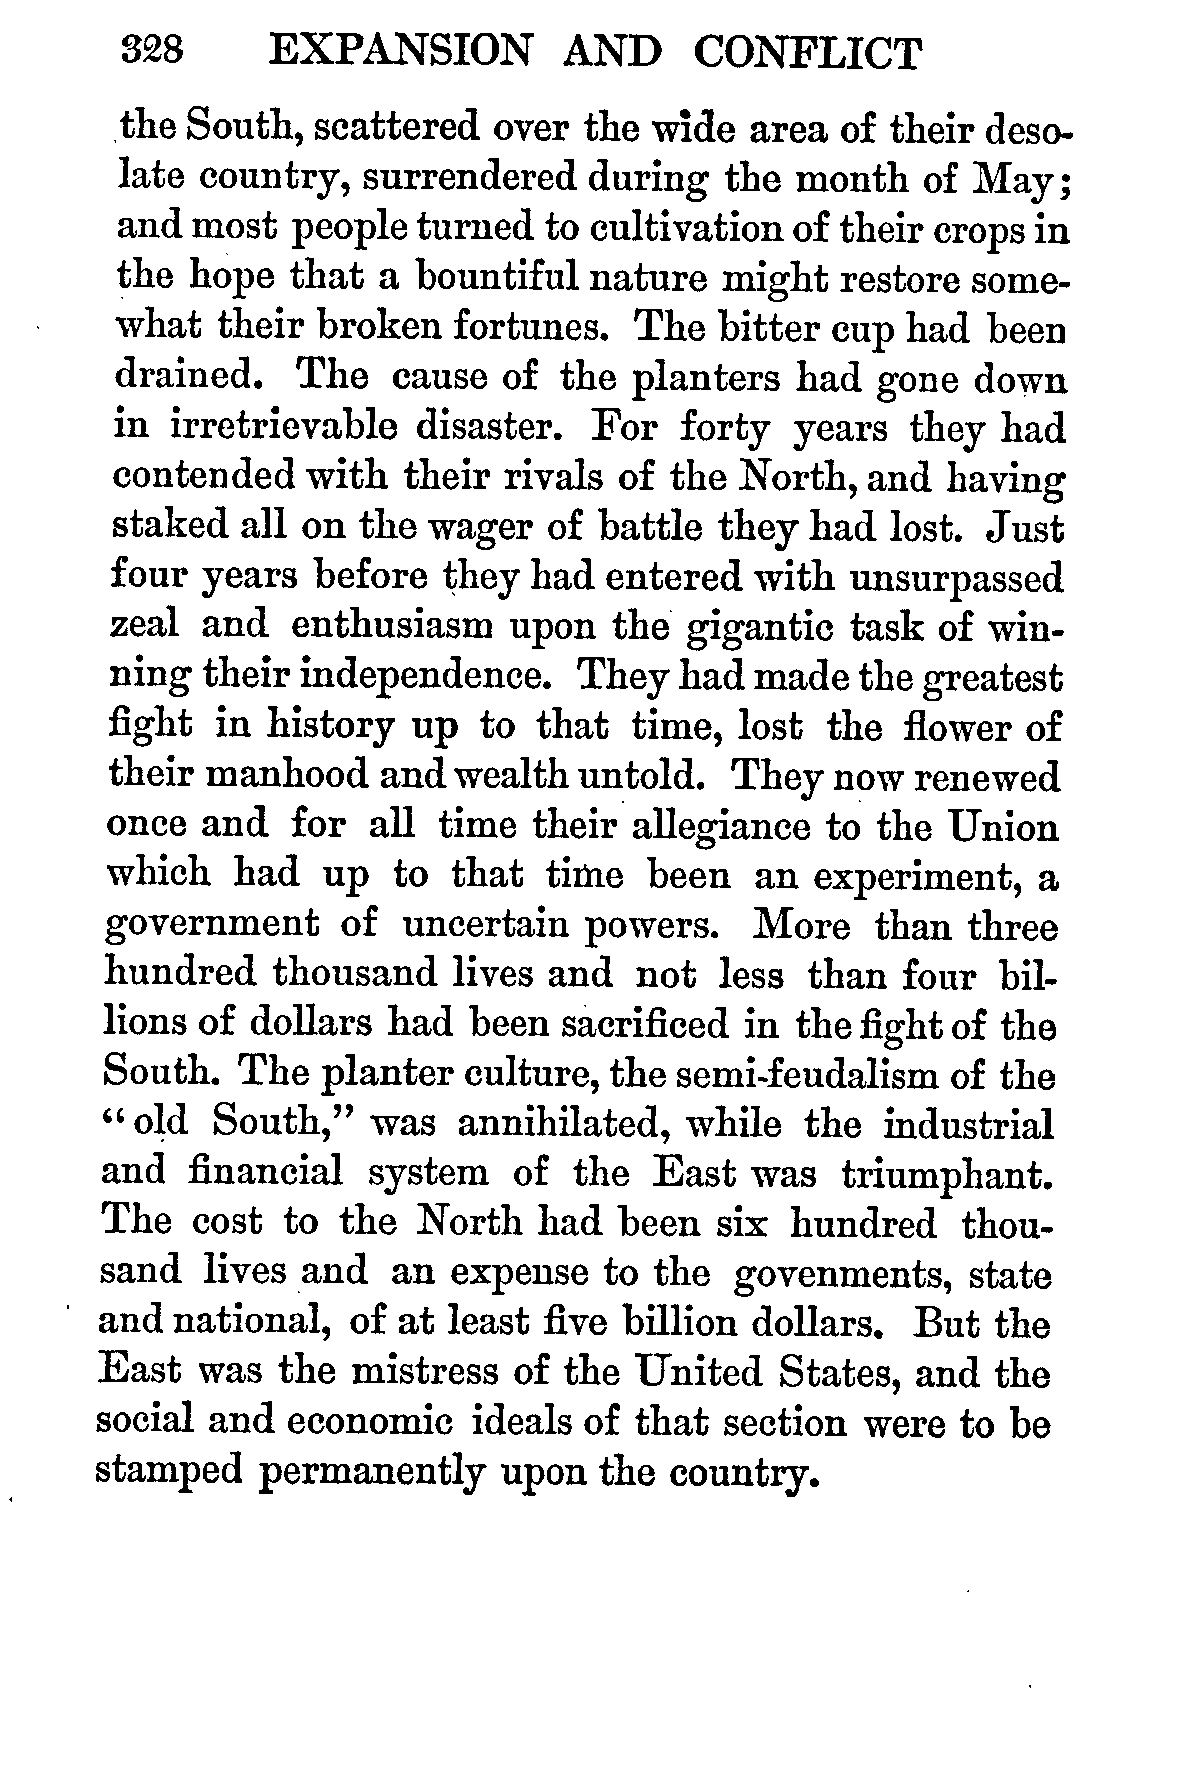 328 EXPANSION AND CONFLICT
the South, scattered over the wide area of their deso-
late country, surrendered during the month of May;
and most people turned to cultivation of their crops in
the hope that a bountiful nature might restore some-
what their broken fortunes. The bitter cup had been
drained. The cause of the planters had gone down
in irretrievable disaster. For forty years they had
contended with their rivals of the North, and having
staked all on the wager of battle they had lost. Just
four years before they had entered with unsurpassed
zeal and enthusiasm upon the gigantic task of win-
ning their independence. They had made the greatest
fight in history up to that time, lost the flower of
their manhood and wealth untold. They now renewed
once and for all time their allegiance to the Union
which had up to that time been an experiment, a
government of uncertain powers. More than three
hundred thousand lives and not less than four bil-
lions of dollars had been sacrificed in the fight of the
South. The planter culture, the semi-feudalism of the
“old South,” was annihilated, while the industrial
and financial system of the East was triumphant.
The cost to the North had been six hundred thou-
sand lives and an expense to the govenments, state
and national, of at least five billion dollars. But the
East was the mistress of the United States, and the
social and economic ideals of that section were to be
stamped permanently upon the country.